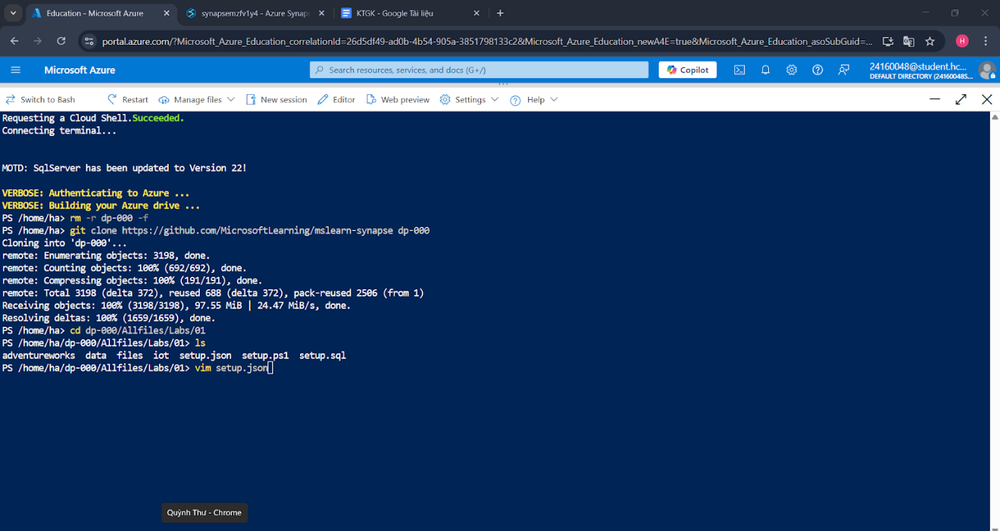 Education - Microsoft Azure
synapsemzfv1y4 - Azure Synaps
KTGK - Google Tài liệu
portal.azure.com/?Microsoft_Azure_Education_correlationId=26d5df49-ad0b-4b54-905a-3851798133c2&Microsoft_Azure_Education_newA4E=true&Microsoft_Azure_Education_asoSubGuid=...
H
Microsoft Azure
Search resources, services, and docs (G+/)
Copilot
24160048@student.hc...
DEFAULT DIRECTORY (24160048S...
Switch to Bash
Restart
Manage files
New session
Editor
Web preview
Settings
Help
Requesting a Cloud Shell.Succeeded.
Connecting terminal...
MOTD: SqlServer has been updated to Version 22!
VERBOSE: Authenticating to Azure ...
VERBOSE: Building your Azure drive ...
PS /home/ha> rm -r dp-000 -f
PS /home/ha> git clone https://github.com/MicrosoftLearning/mslearn-synapse dp-000
Cloning into 'dp-000'...
remote: Enumerating objects: 3198, done.
remote: Counting objects: 100% (692/692), done.
remote: Compressing objects: 100% (191/191), done.
remote: Total 3198 (delta 372), reused 688 (delta 372), pack-reused 2506 (from 1)
Receiving objects: 100% (3198/3198), 97.55 MiB | 24.47 MiB/s, done.
Resolving deltas: 100% (1659/1659), done.
PS /home/ha> cd dp-000/Allfiles/Labs/01
PS /home/ha/dp-000/Allfiles/Labs/01> ls
adventureworks  data  files  iot  setup.json  setup.ps1  setup.sql
PS /home/ha/dp-000/Allfiles/Labs/01> vim setup.json
Quỳnh Thư - Chrome